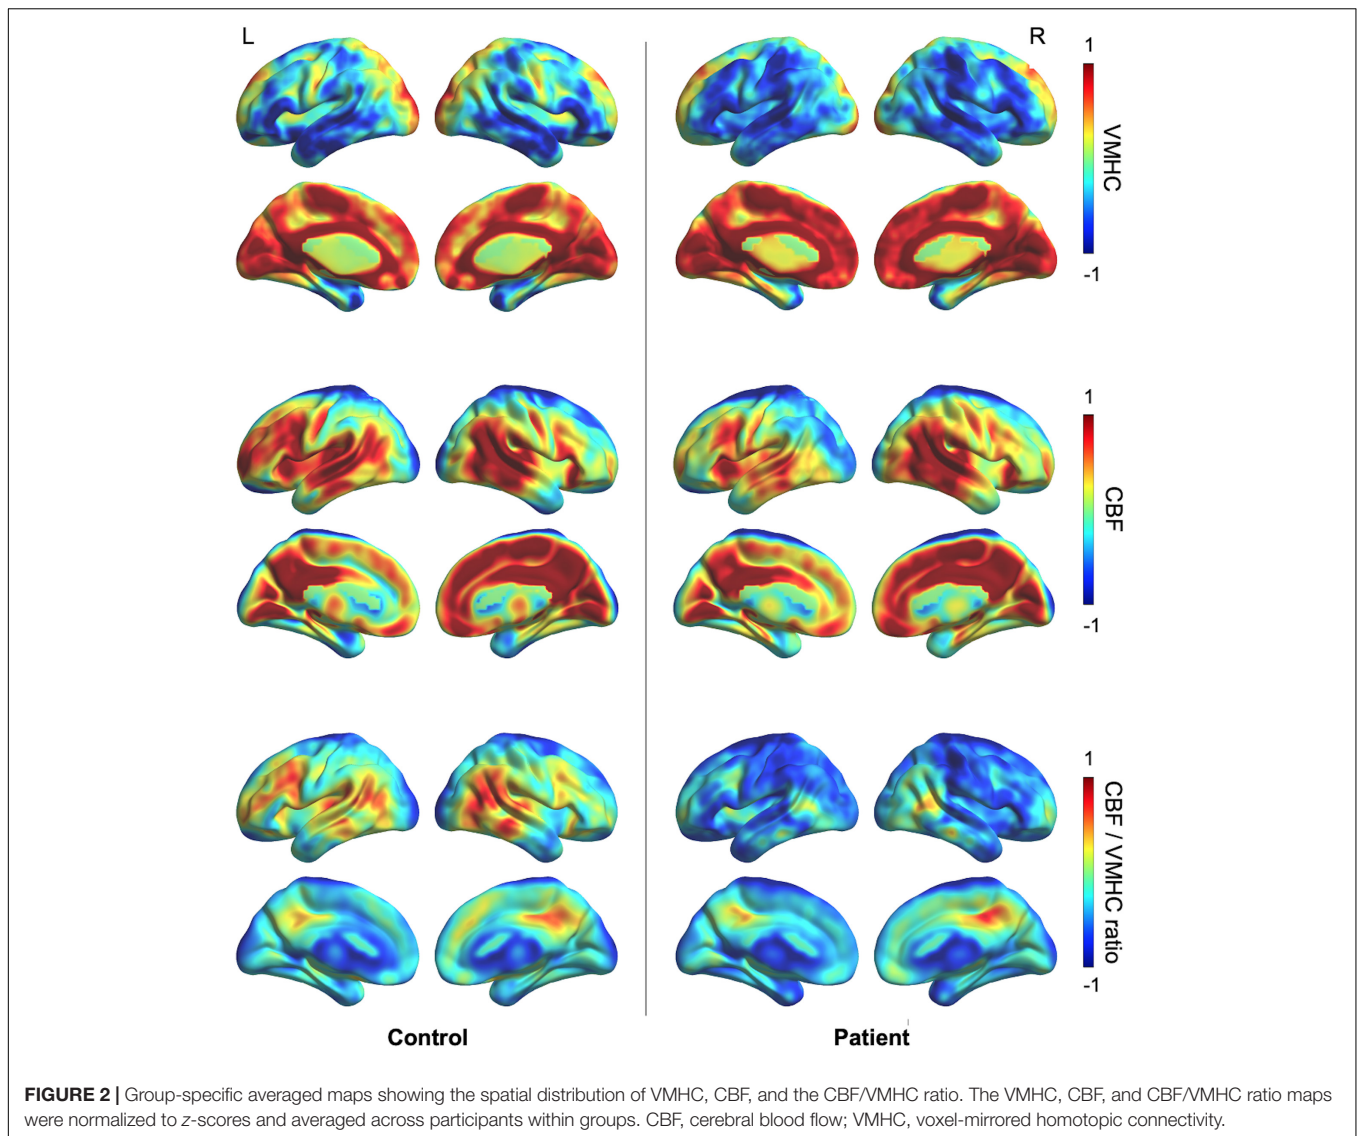 L
R
1
VMHC
-1
1
CBF
-1
1
CBF / VMHC ratio
-1
Control
Patient
FIGURE 2 | Group-specific averaged maps showing the spatial distribution of VMHC, CBF, and the CBF/VMHC ratio. The VMHC, CBF, and CBF/VMHC ratio maps
were normalized to z-scores and averaged across participants within groups. CBF, cerebral blood flow; VMHC, voxel-mirrored homotopic connectivity.